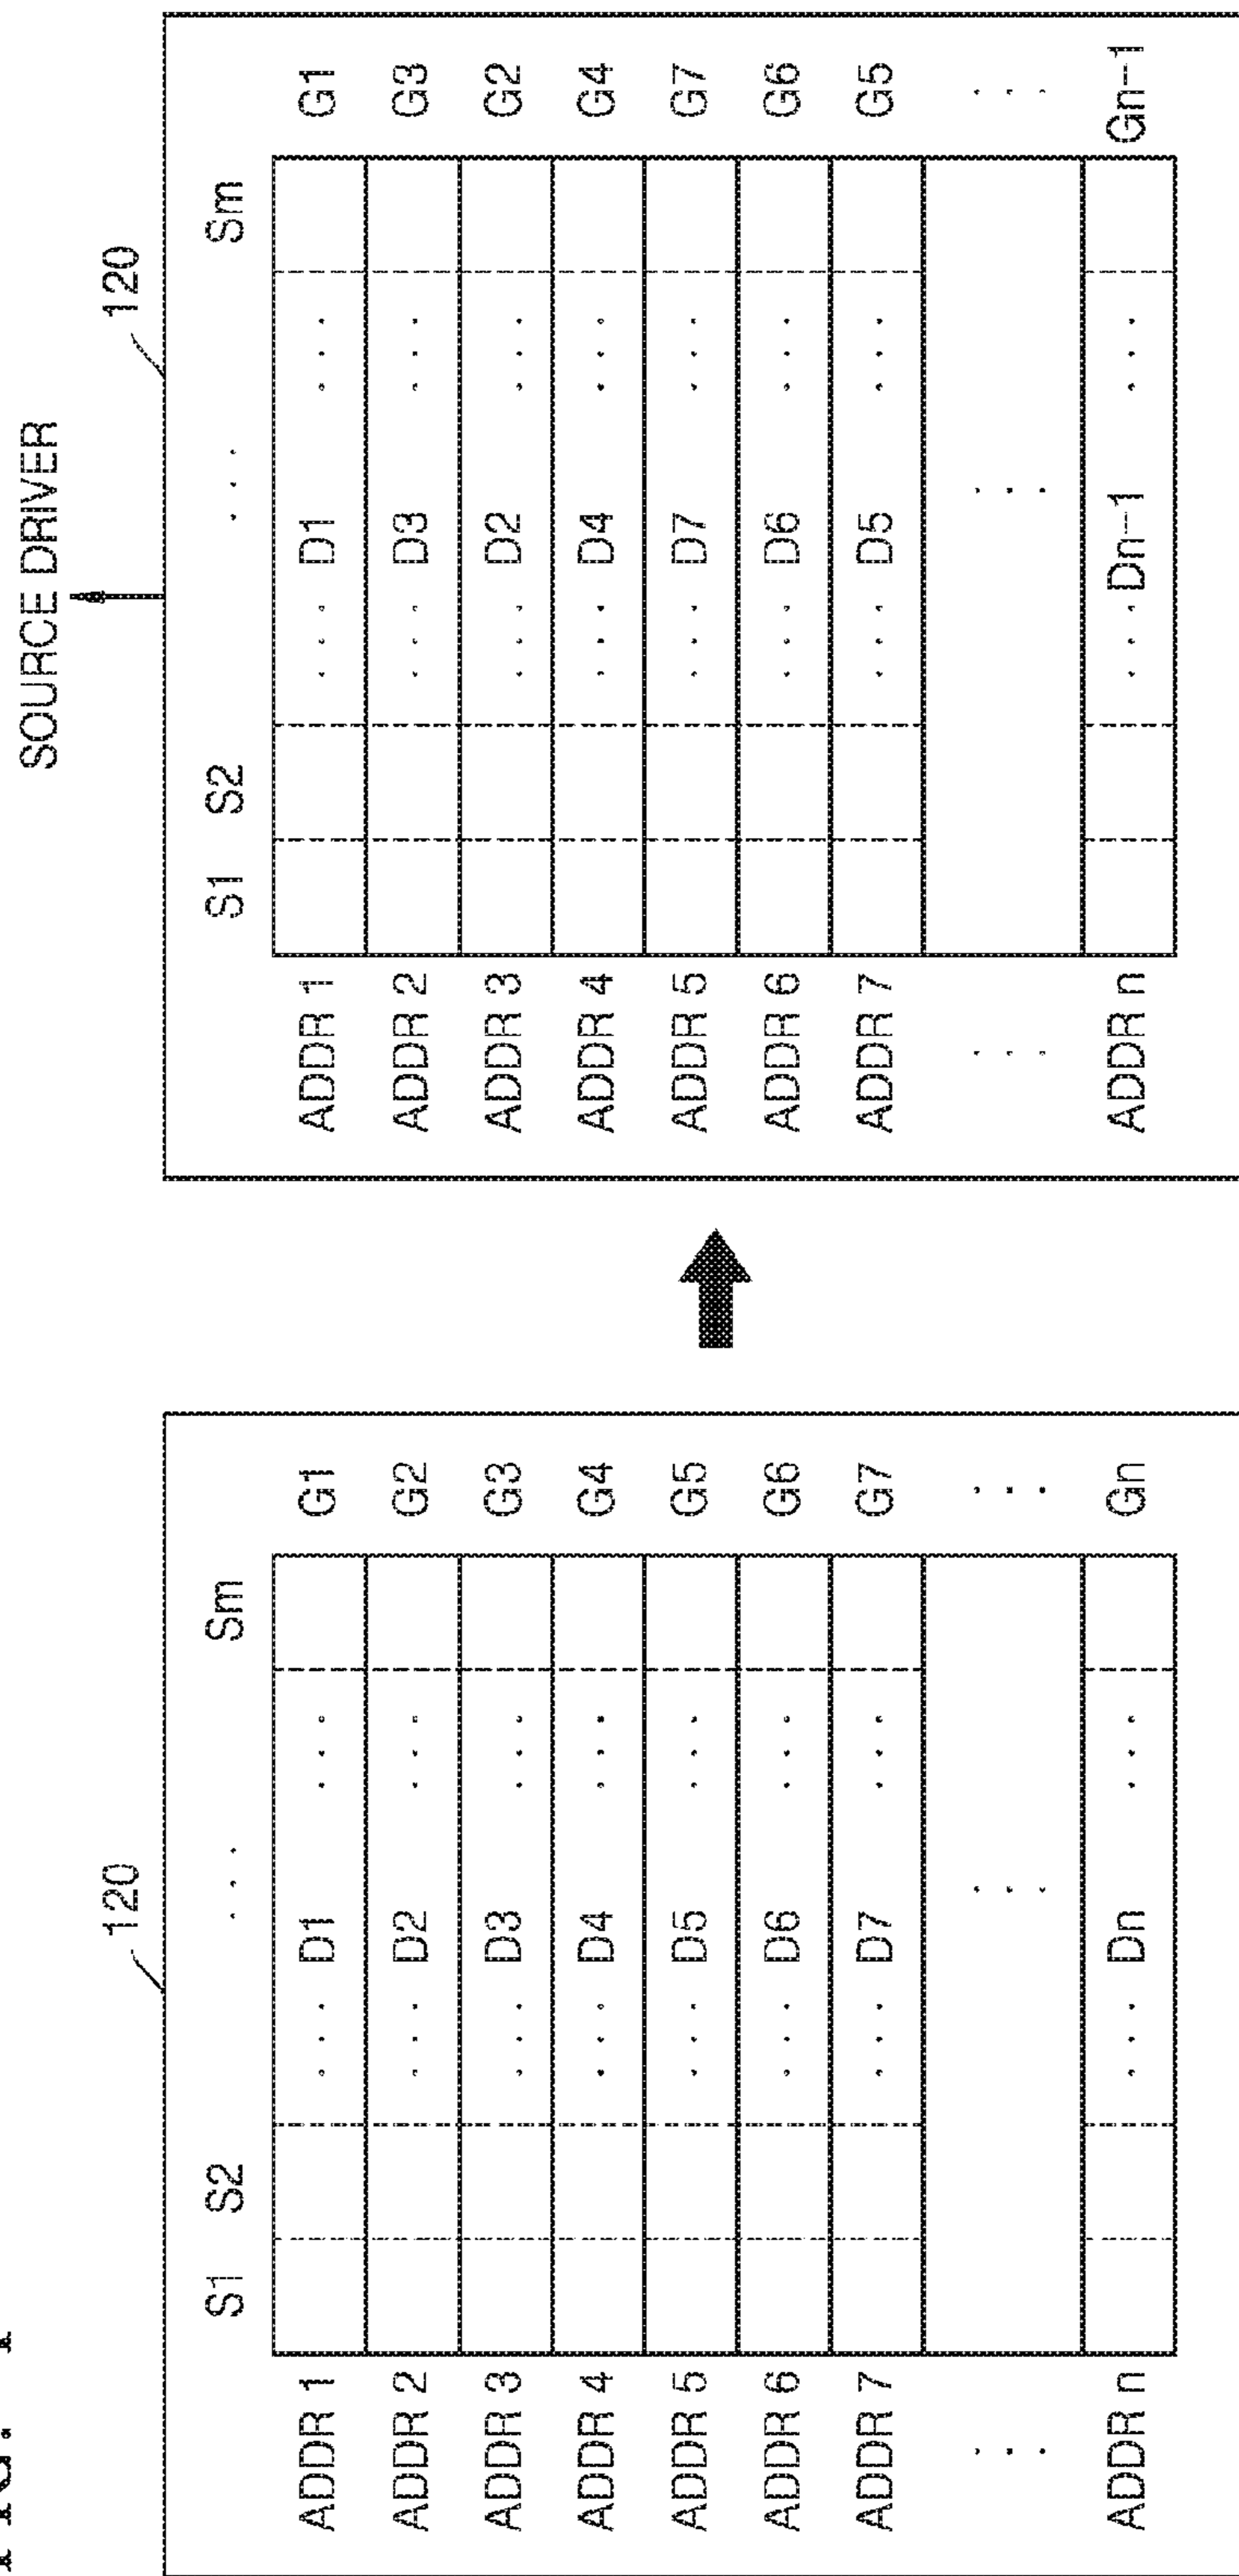 120
S1 S2 ... Sm
ADDR 1 ... D1 ... G1
ADDR 2 ... D2 ... G2
ADDR 3 ... D3 ... G3
ADDR 4 ... D4 ... G4
ADDR 5 ... D5 ... G5
ADDR 6 ... D6 ... G6
ADDR 7 ... D7 ... G7
... ... ...
ADDR n ... Dn ... Gn
SOURCE DRIVER
120
S1 S2 ... Sm
ADDR 1 ... D1 ... G1
ADDR 2 ... D3 ... G3
ADDR 3 ... D2 ... G2
ADDR 4 ... D4 ... G4
ADDR 5 ... D7 ... G7
ADDR 6 ... D6 ... G6
ADDR 7 ... D5 ... G5
... ... ...
ADDR n ... Dn-1 ... Gn-1